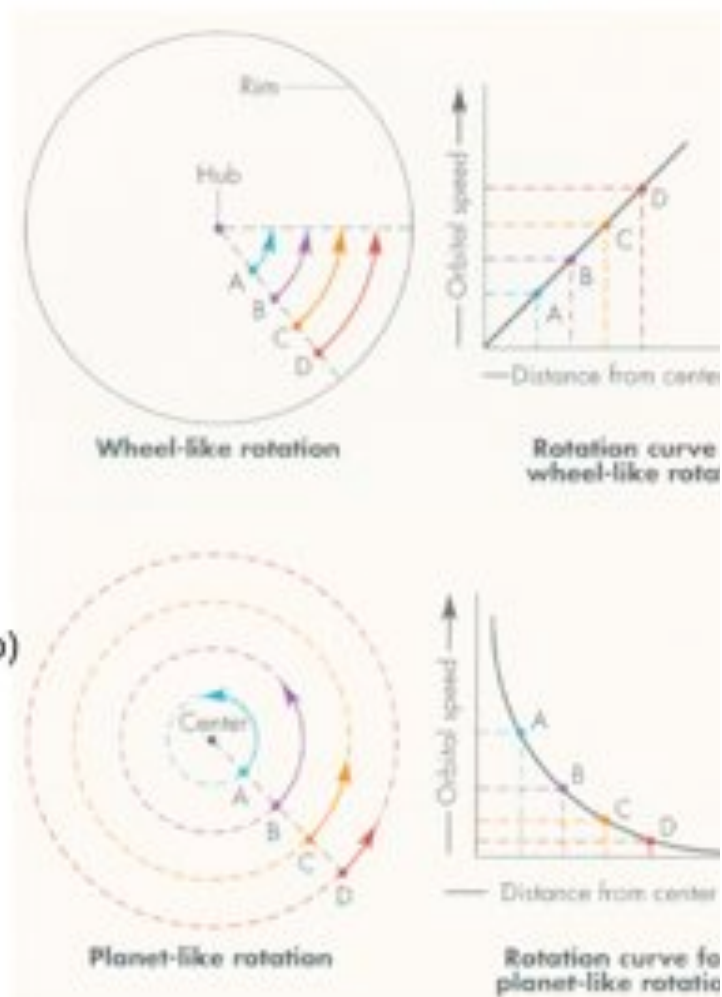 Rim
Hub
A
B
C
D
Wheel-like rotation
Orbital speed
D
C
B
A
Distance from center
Rotation curve
wheel-like rota
b)
Center
A
B
C
D
Planet-like rotation
Orbital speed
A
B
C
D
Distance from center
Rotation curve fo
planet-like rotatio